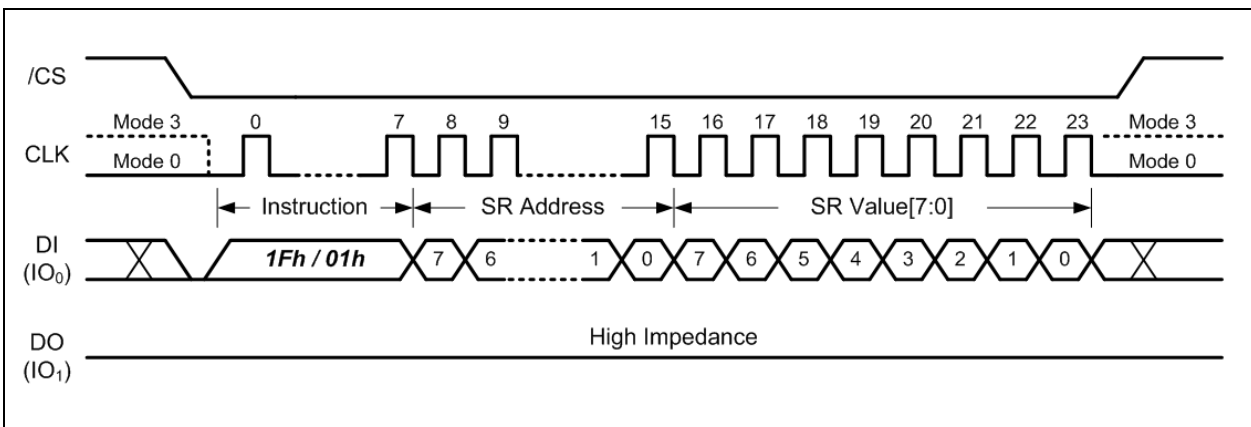 /CS
Mode 3 0 7 8 9 15 16 17 18 19 20 21 22 23 Mode 3
CLK
Mode 0 Mode 0
Instruction SR Address SR Value[7:0]
DI
(IO₀)
1Fh / 01h 7 6 1 0 7 6 5 4 3 2 1 0
DO
(IO₁)
High Impedance